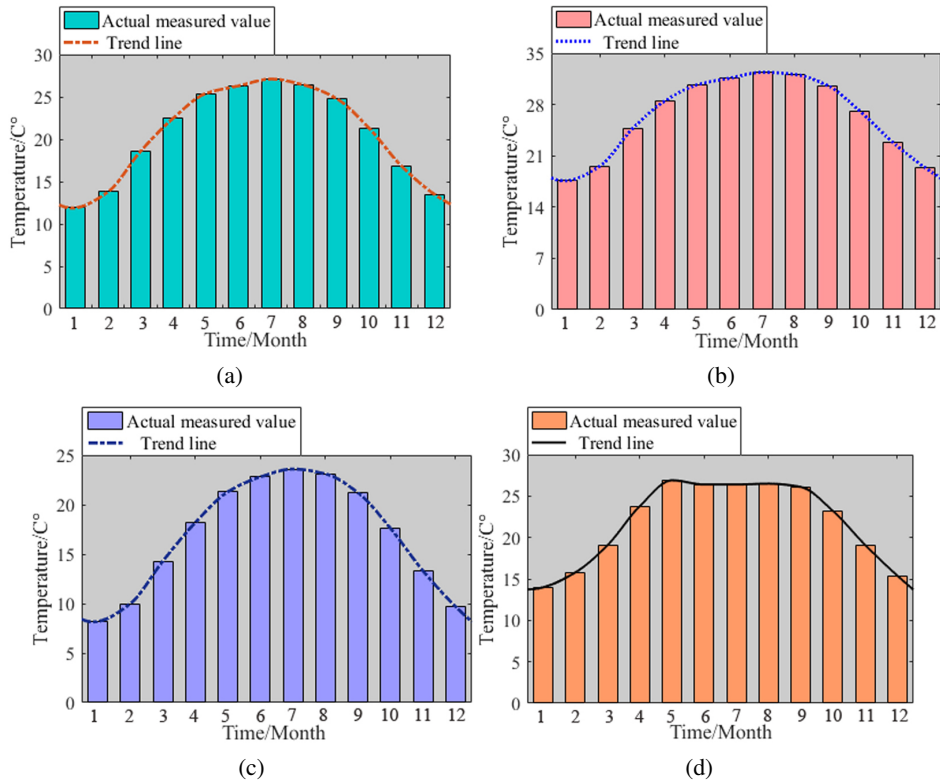 Actual measured value
Trend line
30
25
20
15
10
5
0
Temperature/C°
1 2 3 4 5 6 7 8 9 10 11 12
Time/Month
(a)
Actual measured value
Trend line
35
28
21
14
7
0
Temperature/C°
1 2 3 4 5 6 7 8 9 10 11 12
Time/Month
(b)
Actual measured value
Trend line
25
20
15
10
5
0
Temperature/C°
1 2 3 4 5 6 7 8 9 10 11 12
Time/Month
(c)
Actual measured value
Trend line
30
25
20
15
10
5
0
Temperature/C°
1 2 3 4 5 6 7 8 9 10 11 12
Time/Month
(d)